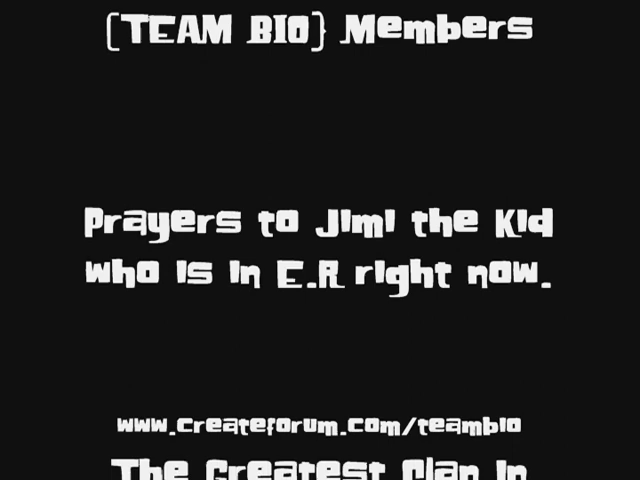 [TEAM BIO} Members
Prayers to Jimi the Kid
who is in E.R right now.
www.createforum.com/teambio
The Greatest Clan In